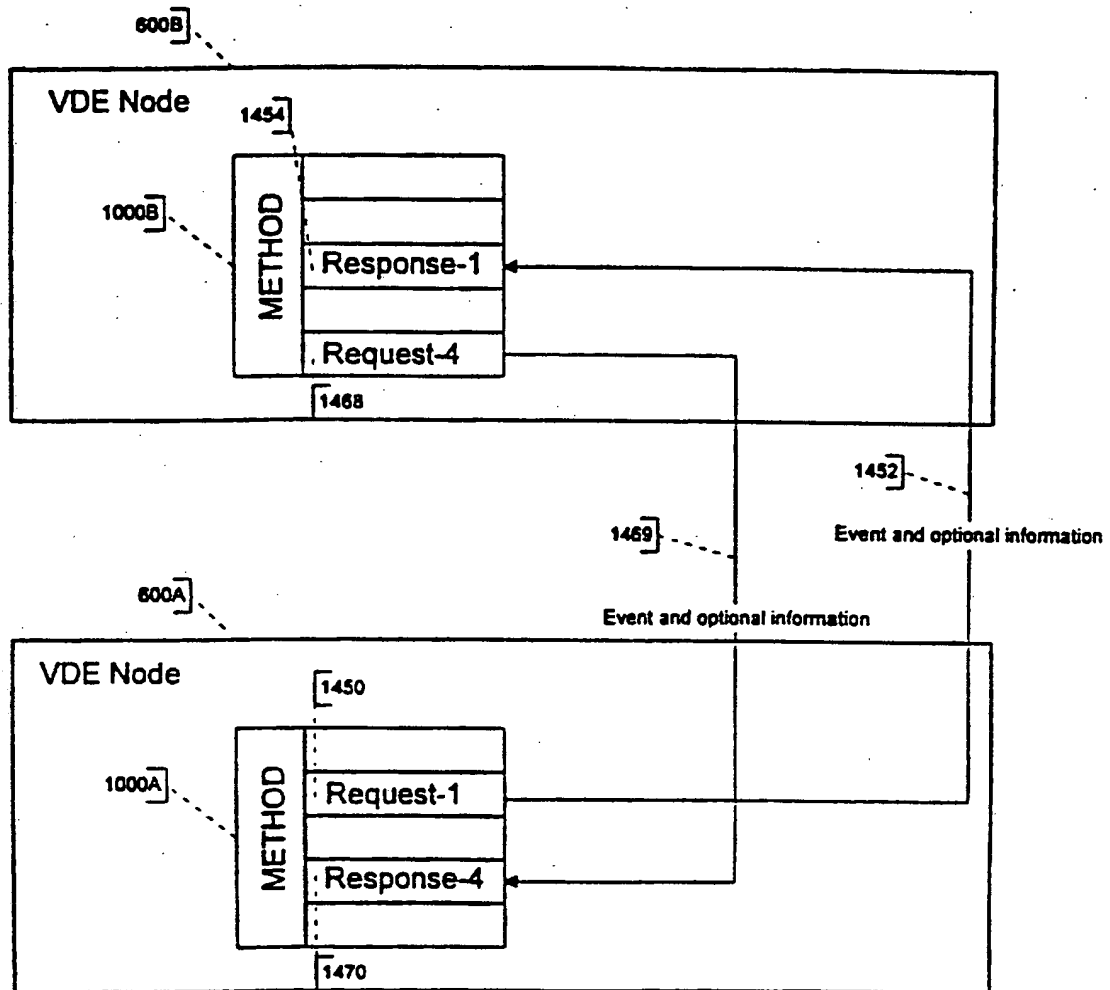 600B
VDE Node
1454
1000B
METHOD
Response-1
Request-4
1468
1452
1469
Event and optional information
600A
Event and optional information
VDE Node
1450
1000A
METHOD
Request-1
Response-4
1470